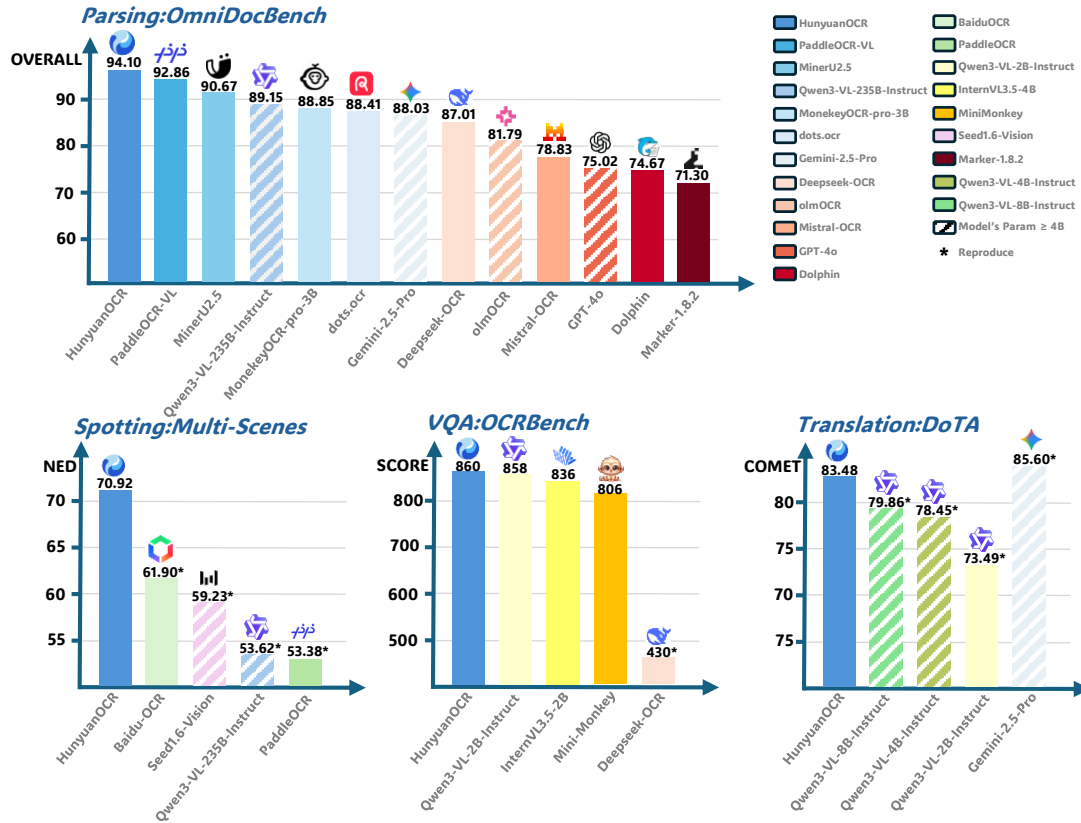 Parsing:OmniDocBench
OVERALL
94.10
92.86
90.67
89.15
88.85
88.41
88.03
87.01
81.79
78.83
75.02
74.67
71.30
90
80
70
60
HunyuanOCR
PaddleOCR-VL
MinerU2.5
Qwen3-VL-235B-Instruct
MonekeyOCR-pro-3B
dots.ocr
Gemini-2.5-Pro
Deepseek-OCR
olmOCR
Mistral-OCR
GPT-4o
Dolphin
Marker-1.8.2
HunyuanOCR
PaddleOCR-VL
MinerU2.5
Qwen3-VL-235B-Instruct
MonekeyOCR-pro-3B
dots.ocr
Gemini-2.5-Pro
Deepseek-OCR
olmOCR
Mistral-OCR
GPT-4o
Dolphin
BaiduOCR
PaddleOCR
Qwen3-VL-2B-Instruct
InternVL3.5-4B
MiniMonkey
Seed1.6-Vision
Marker-1.8.2
Qwen3-VL-4B-Instruct
Qwen3-VL-8B-Instruct
Model's Param ≥ 4B
* Reproduce
Spotting:Multi-Scenes
NED
70.92
61.90*
59.23*
53.62*
53.38*
70
65
60
55
HunyuanOCR
Baidu-OCR
Seed1.6-Vision
Qwen3-VL-235B-Instruct
PaddleOCR
VQA:OCRBench
SCORE
860
858
836
806
430*
800
700
600
500
HunyuanOCR
Qwen3-VL-2B-Instruct
InternVL3.5-2B
Mini-Monkey
Deepseek-OCR
Translation:DoTA
COMET
83.48
79.86*
78.45*
73.49*
85.60*
80
75
75
HunyuanOCR
Qwen3-VL-8B-Instruct
Qwen3-VL-4B-Instruct
Qwen3-VL-2B-Instruct
Gemini-2.5-Pro